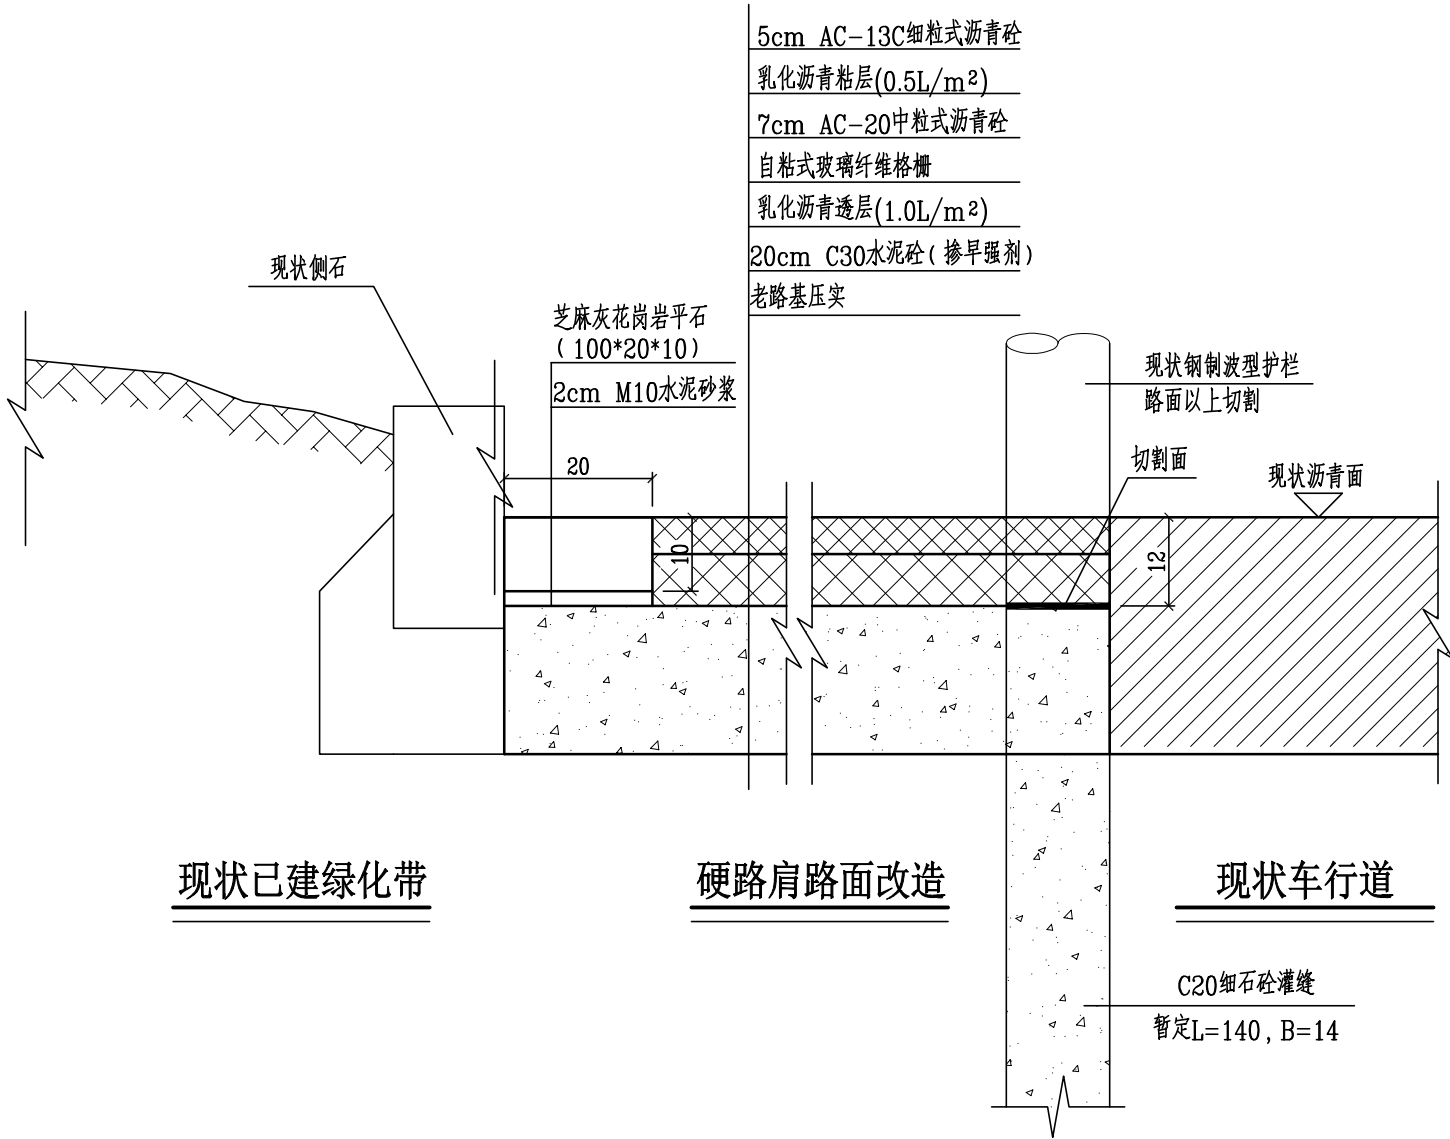 5cm AC-13C细粒式沥青砼
乳化沥青粘层(0.5L/m²)
7cm AC-20中粒式沥青砼
自粘式玻璃纤维格栅
乳化沥青透层(1.0L/m²)
20cm C30水泥砼(掺早强剂)
老路基压实
现状侧石
芝麻灰花岗岩平石
(100*20*10)
2cm M10水泥砂浆
现状钢制波型护栏
路面以上切割
切割面
现状沥青面
20
10
12
现状已建绿化带
硬路肩路面改造
现状车行道
C20细石砼灌缝
暂定L=140, B=14